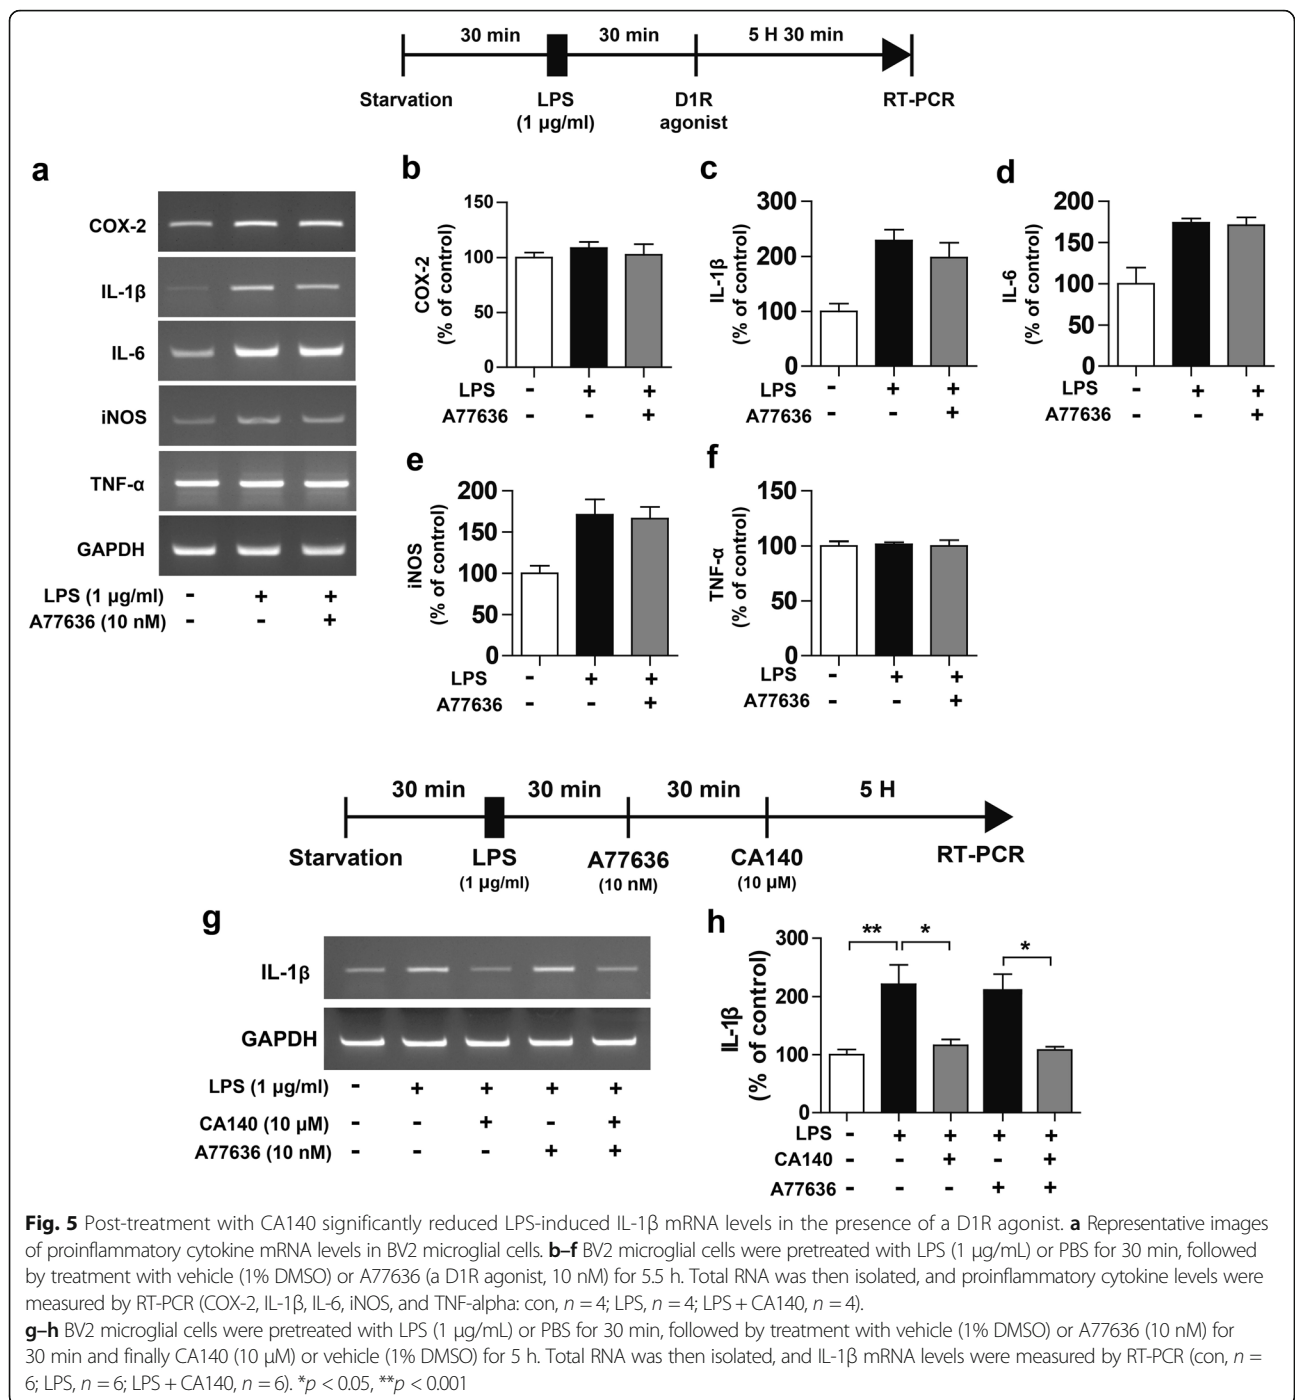 30 min 30 min 5 H 30 min
Starvation LPS D1R RT-PCR
(1 µg/ml) agonist
a
COX-2
IL-1β
IL-6
iNOS
TNF-α
GAPDH
LPS (1 µg/ml) - + +
A77636 (10 nM) - - +
b
COX-2
(% of control)
150
100
50
0
LPS - + +
A77636 - - +
c
IL-1β
(% of control)
300
200
100
0
LPS - + +
A77636 - - +
d
IL-6
(% of control)
200
150
100
50
0
LPS - + +
A77636 - - +
e
iNOS
(% of control)
200
150
100
50
0
LPS - + +
A77636 - - +
f
TNF-α
(% of control)
150
100
50
0
LPS - + +
A77636 - - +
30 min 30 min 30 min 5 H
Starvation LPS A77636 CA140 RT-PCR
(1 µg/ml) (10 nM) (10 µM)
g
IL-1β
GAPDH
LPS (1 µg/ml) - + + + +
CA140 (10 µM) - - + - +
A77636 (10 nM) - - - + +
h
IL-1β
(% of control)
300
200
100
0
** * *
LPS - + + + +
CA140 - - + - +
A77636 - - - + +
Fig. 5 Post-treatment with CA140 significantly reduced LPS-induced IL-1β mRNA levels in the presence of a D1R agonist. a Representative images
of proinflammatory cytokine mRNA levels in BV2 microglial cells. b–f BV2 microglial cells were pretreated with LPS (1 µg/mL) or PBS for 30 min, followed
by treatment with vehicle (1% DMSO) or A77636 (a D1R agonist, 10 nM) for 5.5 h. Total RNA was then isolated, and proinflammatory cytokine levels were
measured by RT-PCR (COX-2, IL-1β, IL-6, iNOS, and TNF-alpha: con, n = 4; LPS, n = 4; LPS + CA140, n = 4).
g–h BV2 microglial cells were pretreated with LPS (1 µg/mL) or PBS for 30 min, followed by treatment with vehicle (1% DMSO) or A77636 (10 nM) for
30 min and finally CA140 (10 µM) or vehicle (1% DMSO) for 5 h. Total RNA was then isolated, and IL-1β mRNA levels were measured by RT-PCR (con, n =
6; LPS, n = 6; LPS + CA140, n = 6). *p < 0.05, **p < 0.001